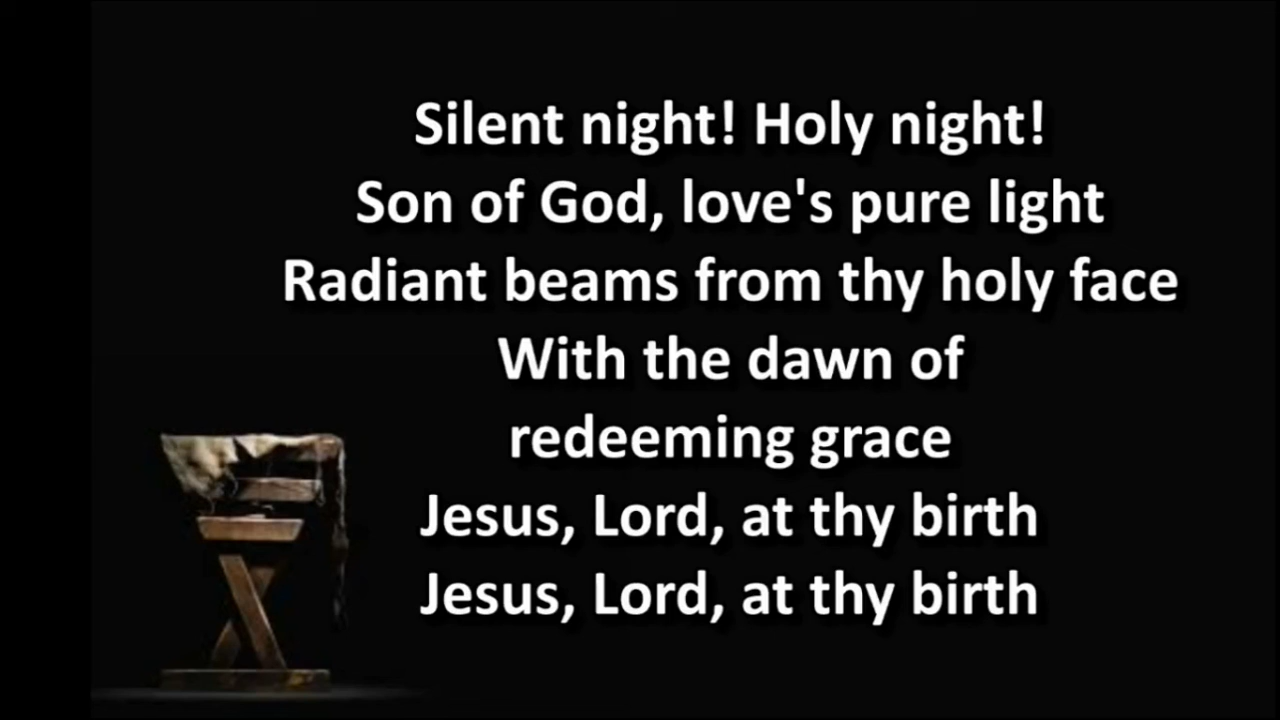 Silent night! Holy night!
Son of God, love's pure light
Radiant beams from thy holy face
With the dawn of
redeeming grace
Jesus, Lord, at thy birth
Jesus, Lord, at thy birth